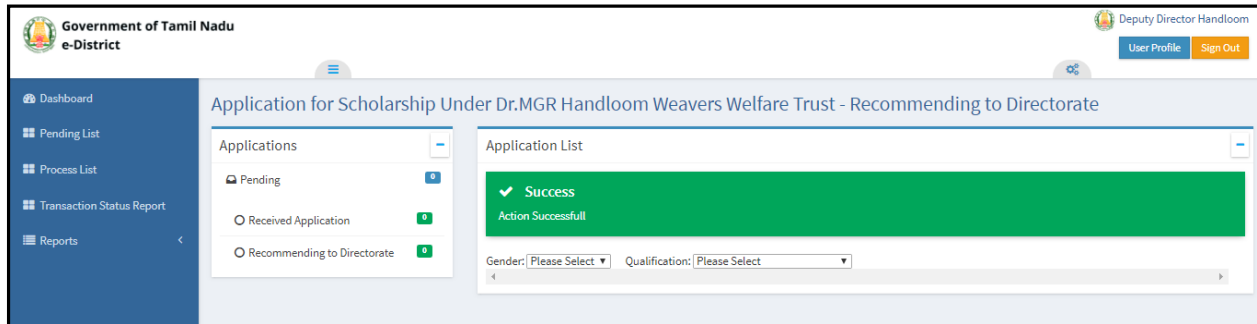 Government of Tamil Nadu
e-District
Deputy Director Handloom
User Profile
Sign Out
Dashboard
Pending List
Process List
Transaction Status Report
Reports
Application for Scholarship Under Dr.MGR Handloom Weavers Welfare Trust - Recommending to Directorate
Applications
Pending 0
Received Application 0
Recommending to Directorate 0
Application List
Success
Action Successfull
Gender: Please Select Qualification: Please Select